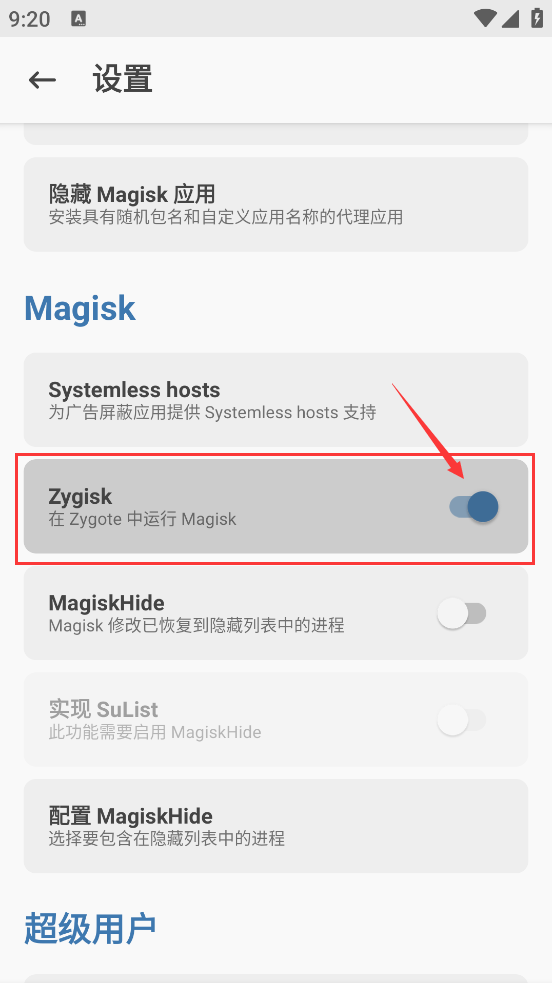 9:20
A
设置
隐藏 Magisk 应用
安装具有随机包名和自定义应用名称的代理应用
Magisk
Systemless hosts
为广告屏蔽应用提供 Systemless hosts 支持
Zygisk
在 Zygote 中运行 Magisk
MagiskHide
Magisk 修改已恢复到隐藏列表中的进程
实现 SuList
此功能需要启用 MagiskHide
配置 MagiskHide
选择要包含在隐藏列表中的进程
超级用户